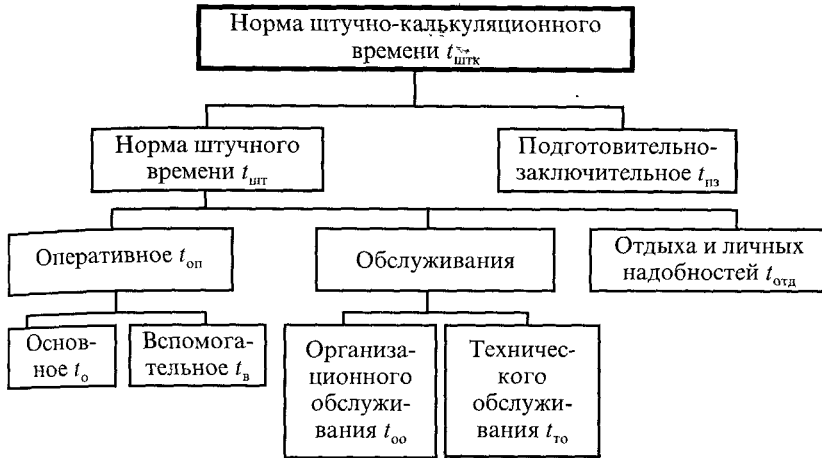 Норма штучно-калькуляционного
времени tштк
Норма штучного
времени tшт
Подготовительно-
заключительное tпз
Оперативное tоп
Обслуживания
Отдыха и личных
надобностей tотд
Основ-
ное tо
Вспомога-
тельное tв
Организа-
ционного
обслужи-
вания tоо
Техничес-
кого
обслужи-
вания tто